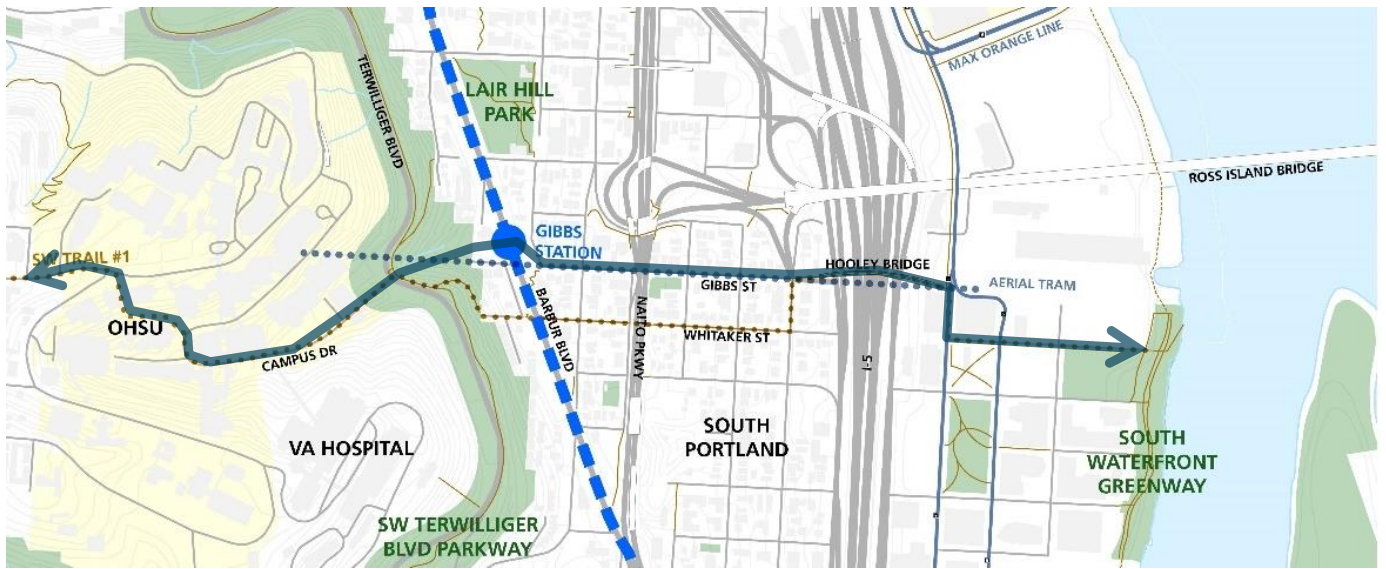 MAX ORANGE LINE
TERWILLIGER BLVD
LAIR HILL
PARK
ROSS ISLAND BRIDGE
GIBBS
STATION
SW TRAIL #1
HOOLEY BRIDGE
AERIAL TRAM
GIBBS ST
OHSU
BARBUR BLVD
NAITO PKWY
WHITAKER ST
CAMPUS DR
I-5
VA HOSPITAL
SOUTH
PORTLAND
SOUTH
WATERFRONT
GREENWAY
SW TERWILLIGER
BLVD PARKWAY